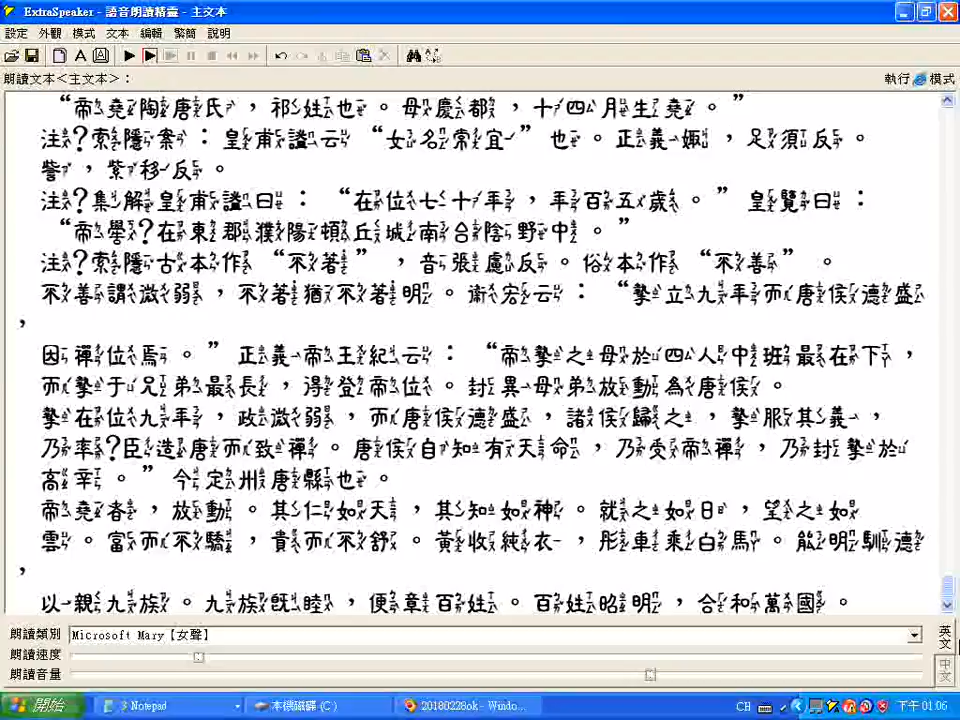 ExtraSpeaker - 語音朗讀精靈 - 主文本
設定 外觀 模式 文本 編輯 繁簡 說明
朗讀文本<主文本>： 執行 模式
“帝堯陶唐氏，祁姓也。母慶都，十四月生堯。”
注?索隱案：皇甫謐云“女名常宜”也。正義娵，足須反。
訾，紫移反。
注?集解皇甫謐曰：“在位七十年，年百五歲。”皇覽曰：
“帝嚳?在東郡濮陽頓丘城南台陰野中。”
注?索隱古本作“不著”，音張慮反。俗本作“不善”。
不善謂微弱，不著猶不著明。衛宏云：“摯立九年而唐侯德盛
，
因禪位焉。”正義帝王紀云：“帝摯之母於四人中班最在下，
而摯于兄弟最長，得登帝位。封異母弟放動為唐侯。
摯在位九年，政微弱，而唐侯德盛，諸侯歸之，摯服其義，
乃率?臣造唐而致禪。唐侯自知有天命，乃受帝禪，乃封摯於
高辛。”今定州唐縣也。
帝堯者，放動。其仁如天，其知如神。就之如日，望之如
雲。富而不驕，貴而不舒。黃收純衣，彤車乘白馬。能明馴德
，
以親九族。九族既睦，便章百姓。百姓昭明，合和萬國。
朗讀類別 Microsoft Mary【女聲】
朗讀速度
朗讀音量
英文
中文
開始 3 Notepad 本機磁碟 (C:) 20180228ok - Windo... CH 下午 01:06